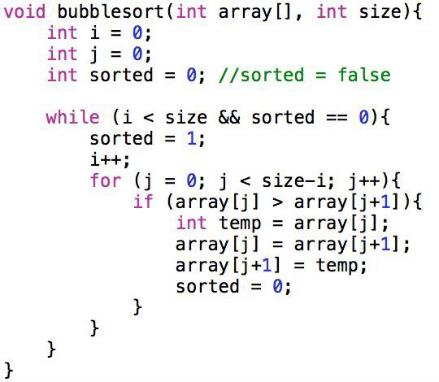 void bubblesort(int array[], int size){
    int i = 0;
    int j = 0;
    int sorted = 0; //sorted = false

    while (i < size && sorted == 0){
        sorted = 1;
        i++;
        for (j = 0; j < size-i; j++){
            if (array[j] > array[j+1]){
                int temp = array[j];
                array[j] = array[j+1];
                array[j+1] = temp;
                sorted = 0;
            }
        }
    }
}